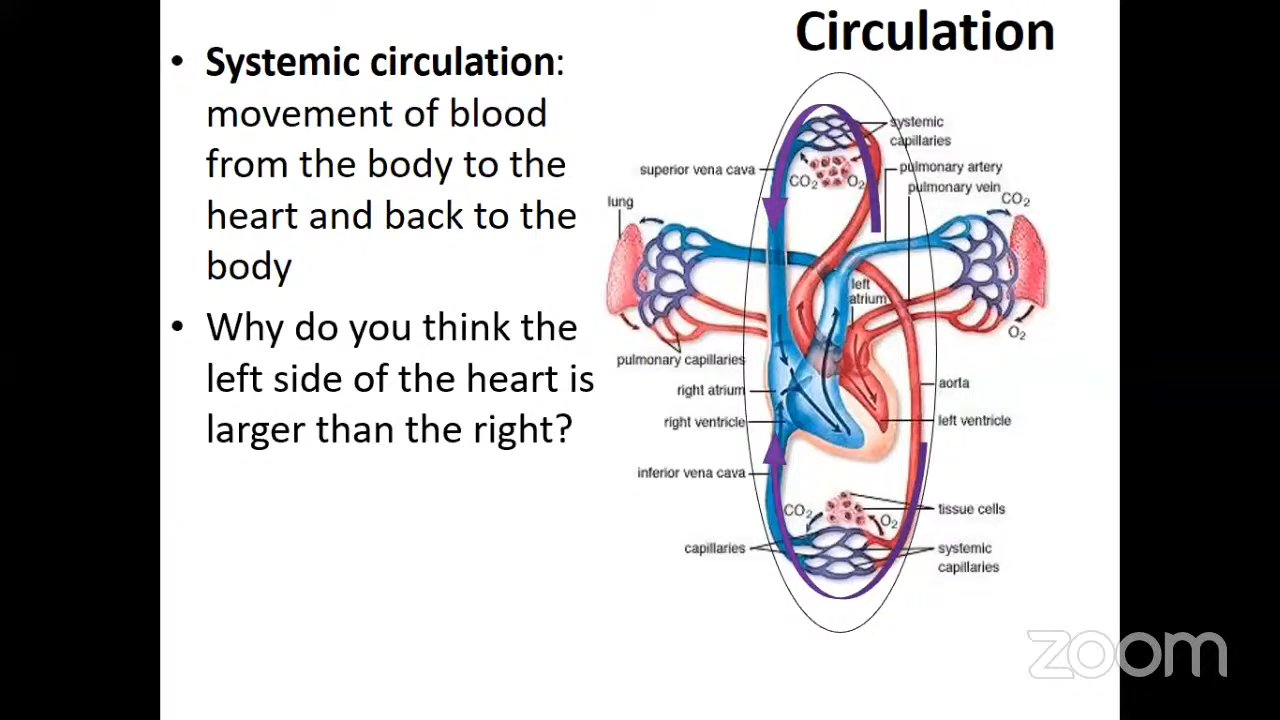 Circulation
• Systemic circulation:
movement of blood
from the body to the
heart and back to the
body
• Why do you think the
left side of the heart is
larger than the right?
systemic
capillaries
pulmonary artery
pulmonary vein
superior vena cava
CO2
O2
CO2
lung
left
atrium
O2
pulmonary capillaries
right atrium
aorta
right ventricle
left ventricle
inferior vena cava
CO2
O2
tissue cells
capillaries
systemic
capillaries
zoom